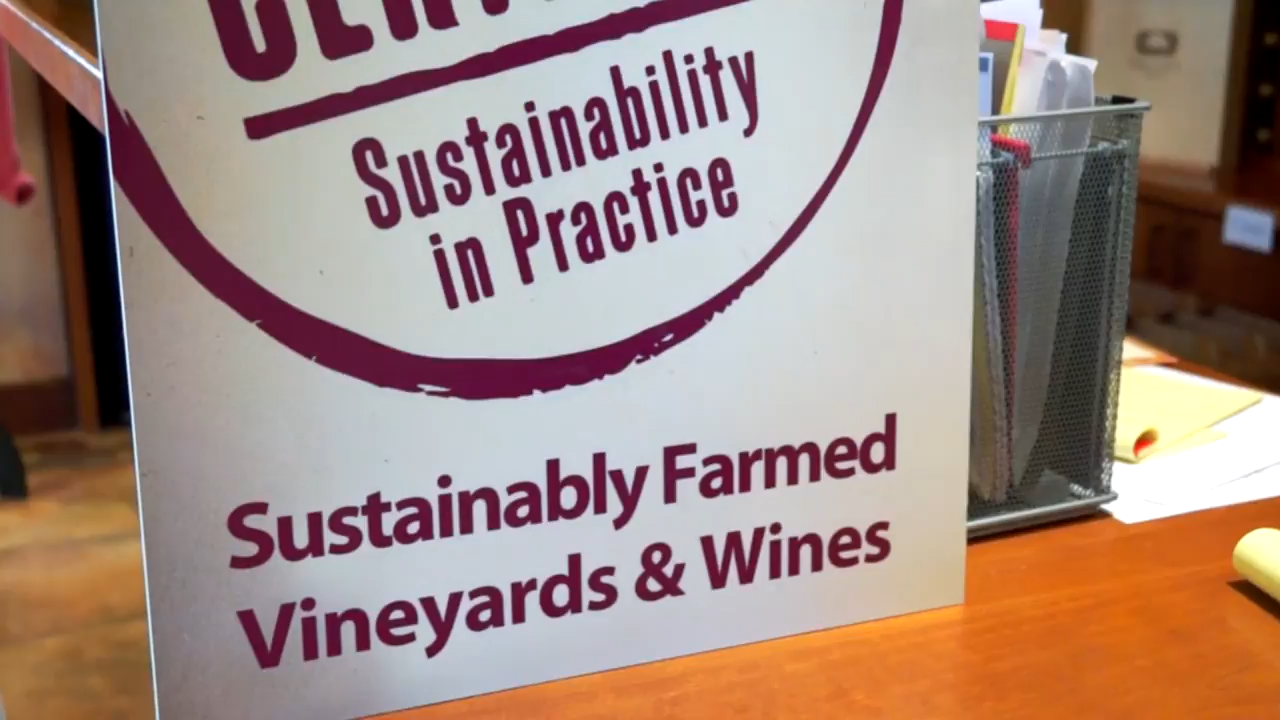 Sustainability
in Practice
Sustainably Farmed
Vineyards & Wines